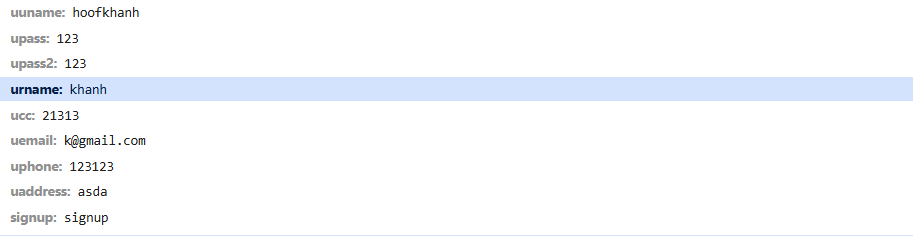 uuname: hoofkhanh
upass: 123
upass2: 123
urname: khanh
ucc: 21313
uemail: k@gmail.com
uphone: 123123
uaddress: asda
signup: signup